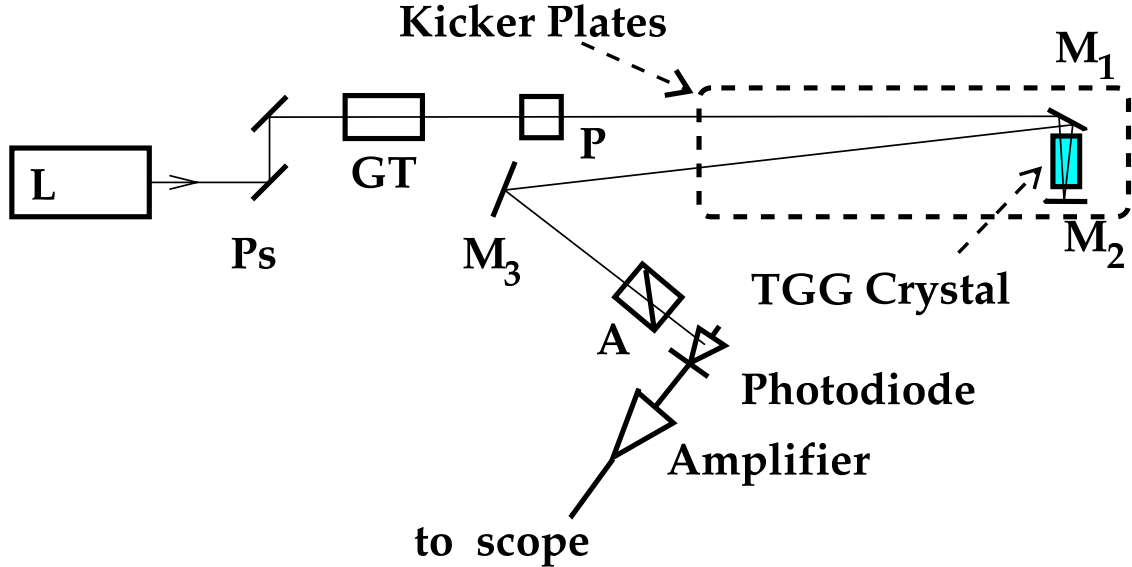 Kicker Plates
M1
L
GT
P
Ps
M3
M2
TGG Crystal
A
Photodiode
Amplifier
to scope